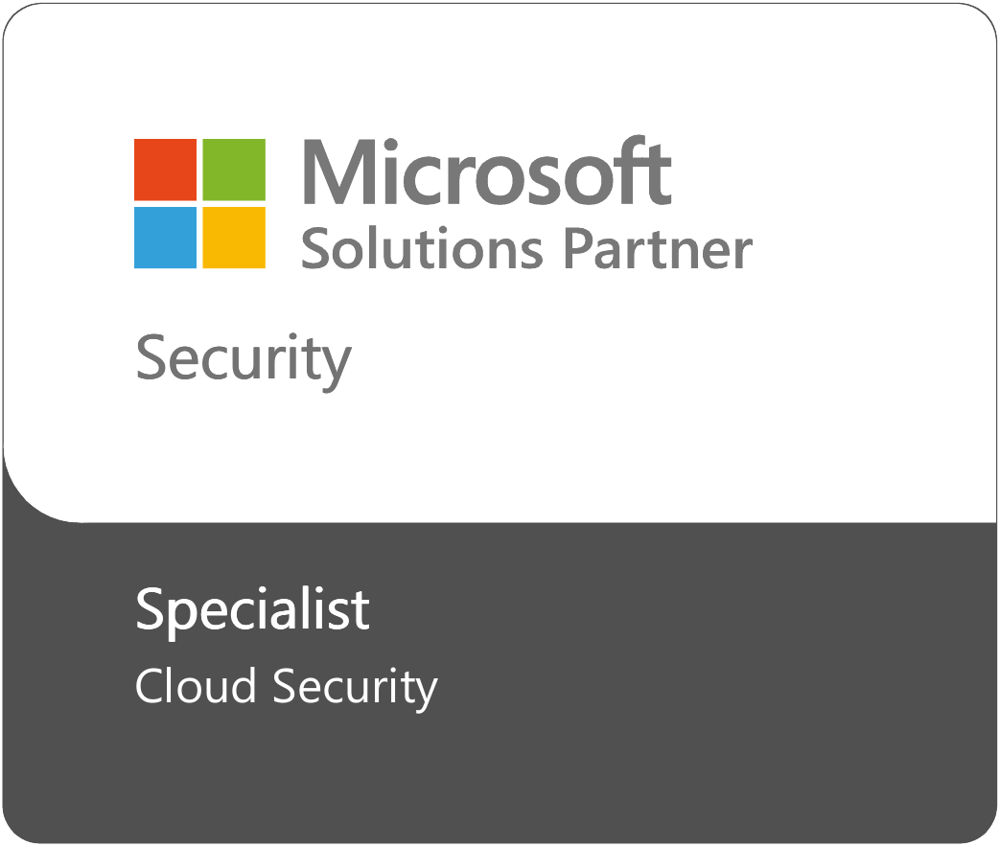 Microsoft
Solutions Partner
Security
Specialist
Cloud Security